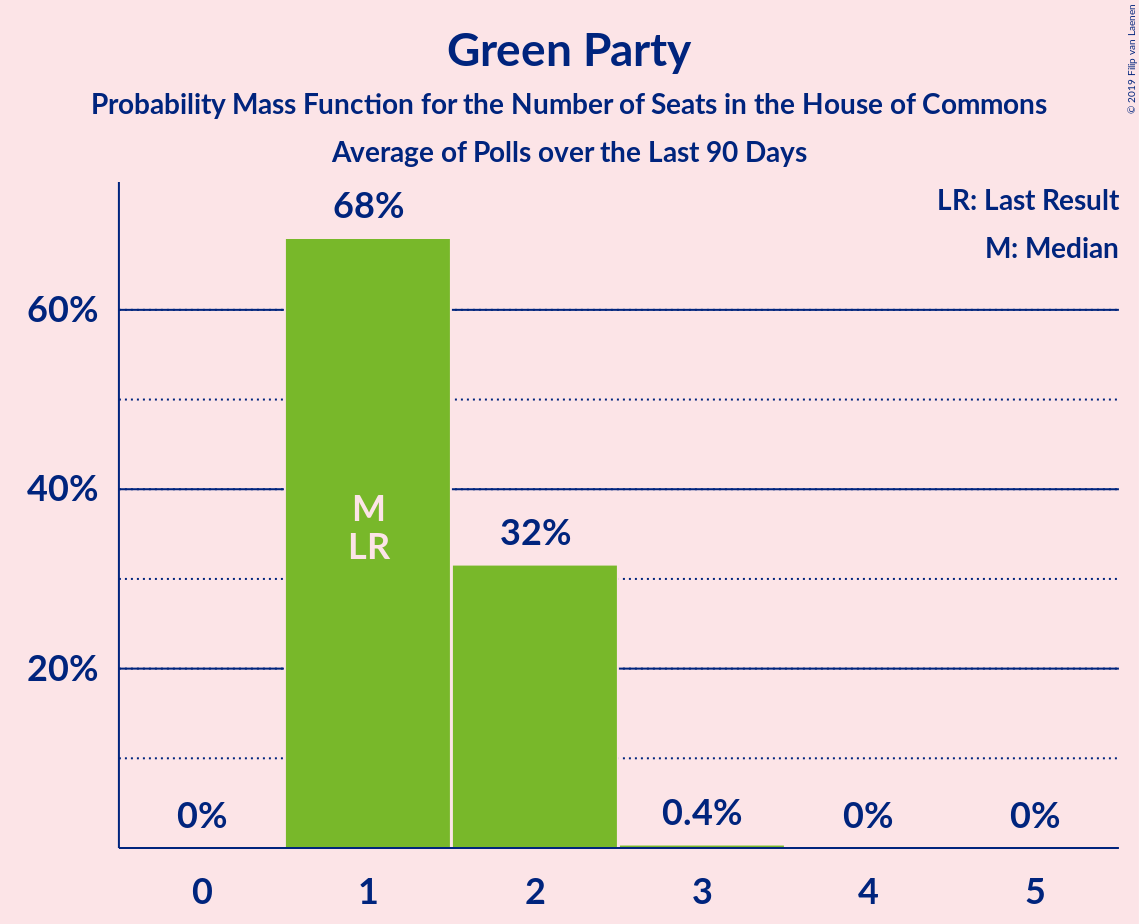 Green Party
Probability Mass Function for the Number of Seats in the House of Commons
Average of Polls over the Last 90 Days
© 2019 Filip van Laenen
LR: Last Result
M: Median
68%
60%
40%
M
LR
32%
20%
0%
0.4%
0%
0%
0
1
2
3
4
5